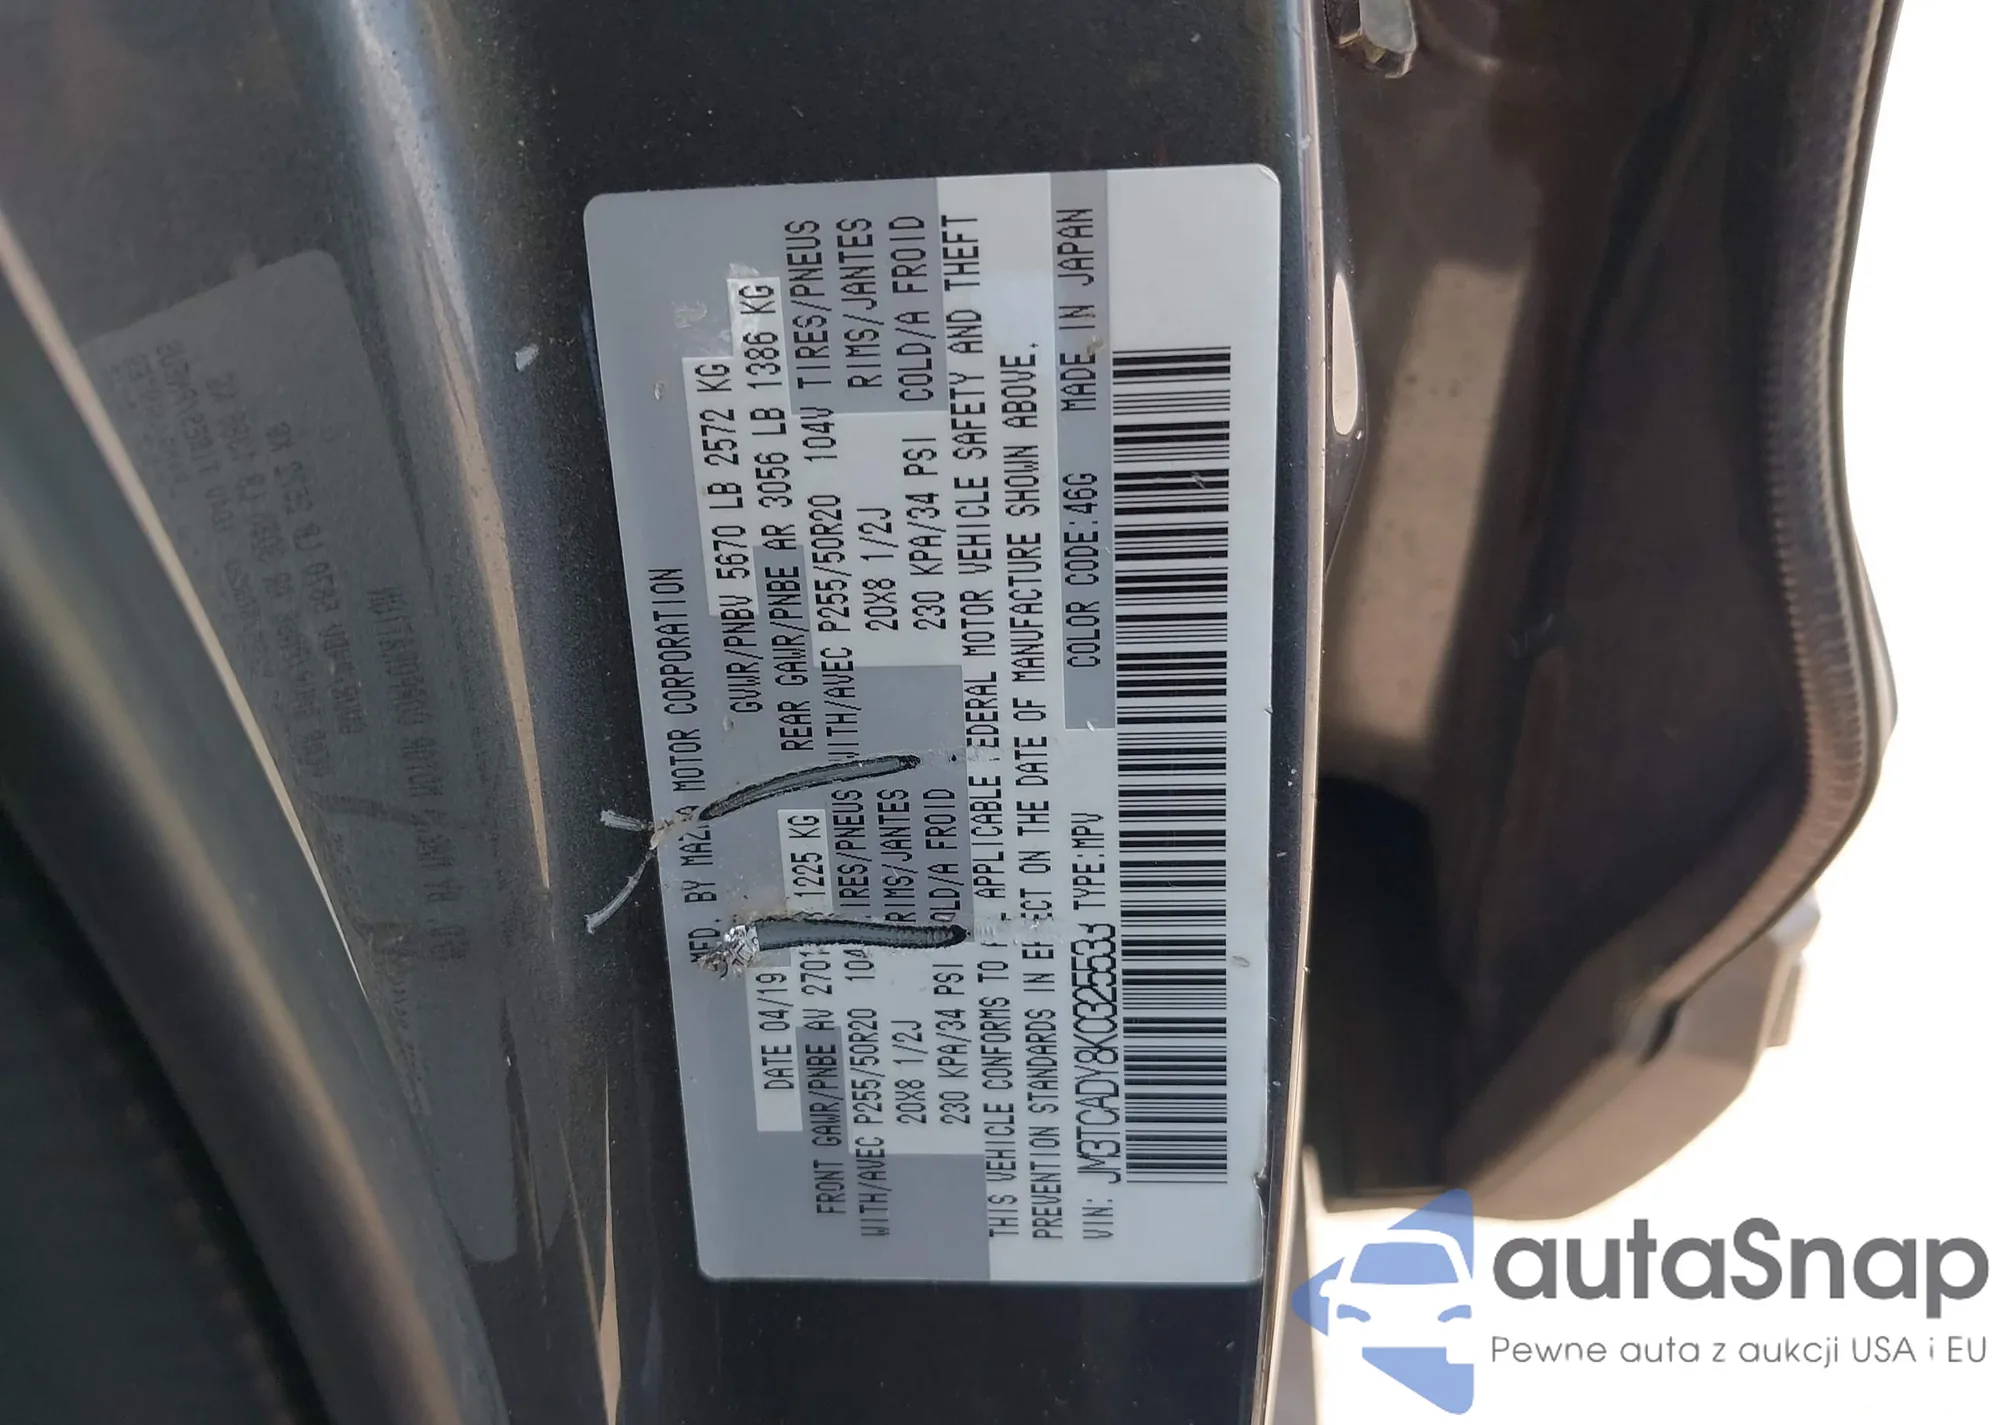 MFD. BY MAZDA MOTOR CORPORATION
DATE 04/19 GVWR/PNBV 5670 LB 2572 KG
FRONT GAWR/PNBE AV 2701 1225 KG REAR GAWR/PNBE AR 3056 LB 1386 KG
WITH/AVEC P255/50R20 104 IRES/PNEUS WITH/AVEC P255/50R20 104V TIRES/PNEUS
20X8 1/2J RIMS/JANTES 20X8 1/2J RIMS/JANTES
230 KPA/34 PSI OLD/A FROID 230 KPA/34 PSI COLD/A FROID
THIS VEHICLE CONFORMS TO APPLICABLE EDERAL MOTOR VEHICLE SAFETY AND THEFT
PREVENTION STANDARDS IN EF ECT ON THE DATE OF MANUFACTURE SHOWN ABOVE.
VIN: JM3TCADY8K0325533 TYPE:MPV COLOR CODE:46G MADE IN JAPAN
autaSnap
Pewne auta z aukcji USA i EU